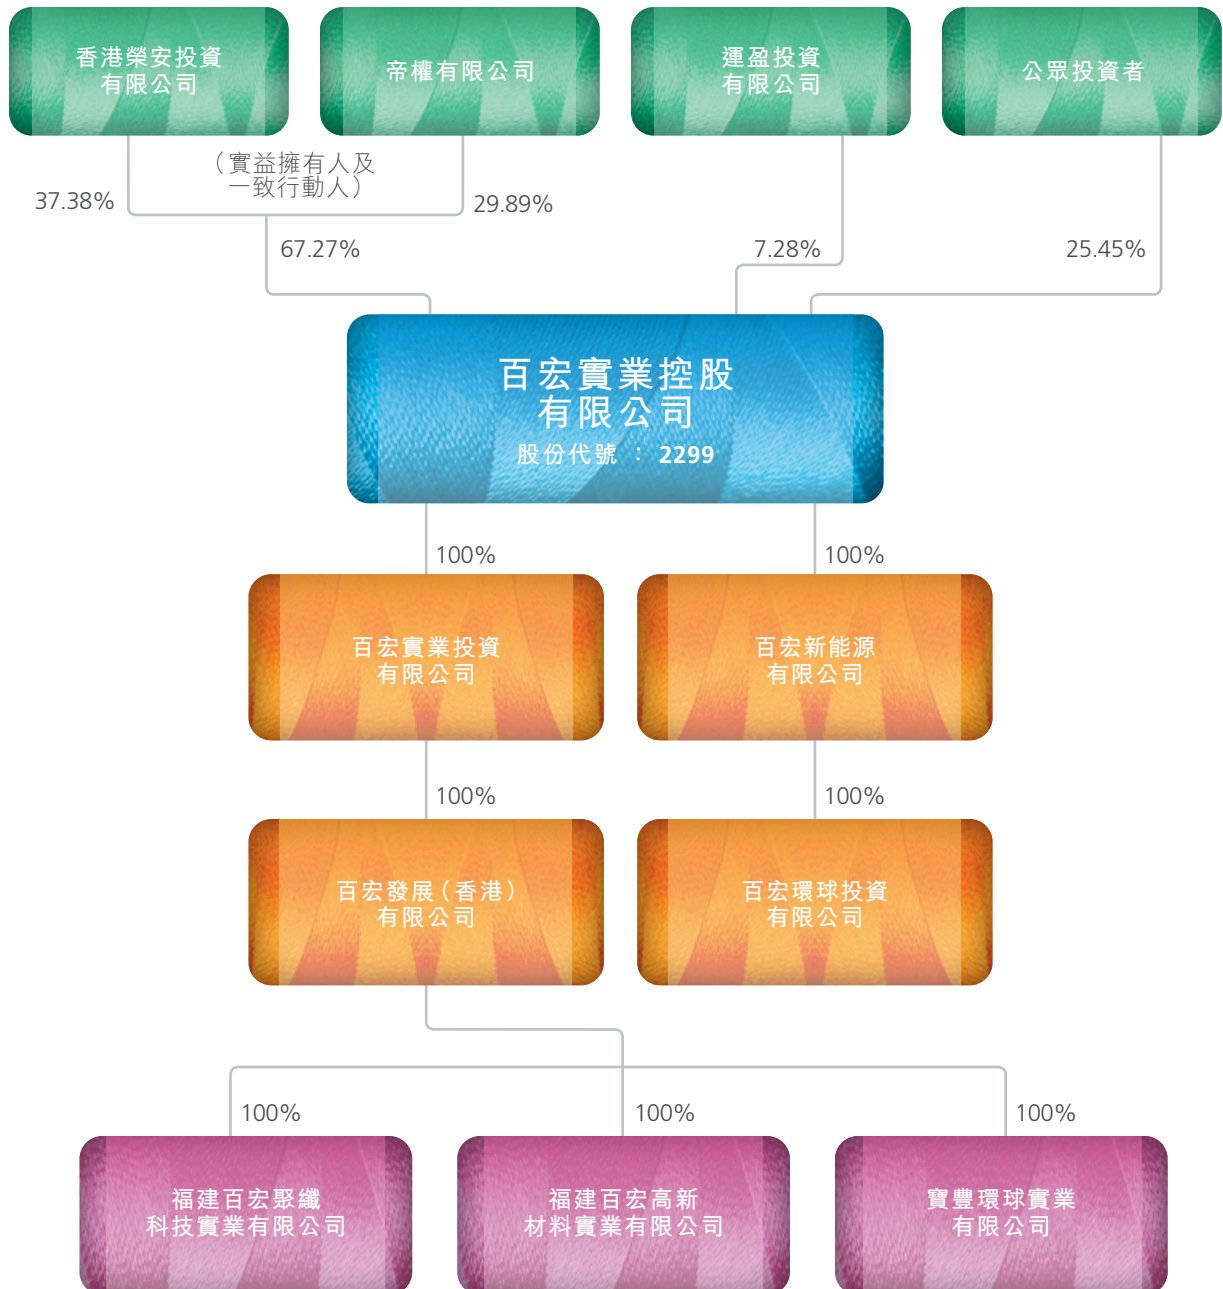 香港榮安投資
有限公司
帝權有限公司
運盈投資
有限公司
公眾投資者
（實益擁有人及
一致行動人）
37.38%
29.89%
67.27%
7.28%
25.45%
百宏實業控股
有限公司
股份代號 ： 2299
100%
100%
百宏實業投資
有限公司
百宏新能源
有限公司
100%
100%
百宏發展（香港）
有限公司
百宏環球投資
有限公司
100%
100%
100%
福建百宏聚纖
科技實業有限公司
福建百宏高新
材料實業有限公司
寶豐環球實業
有限公司